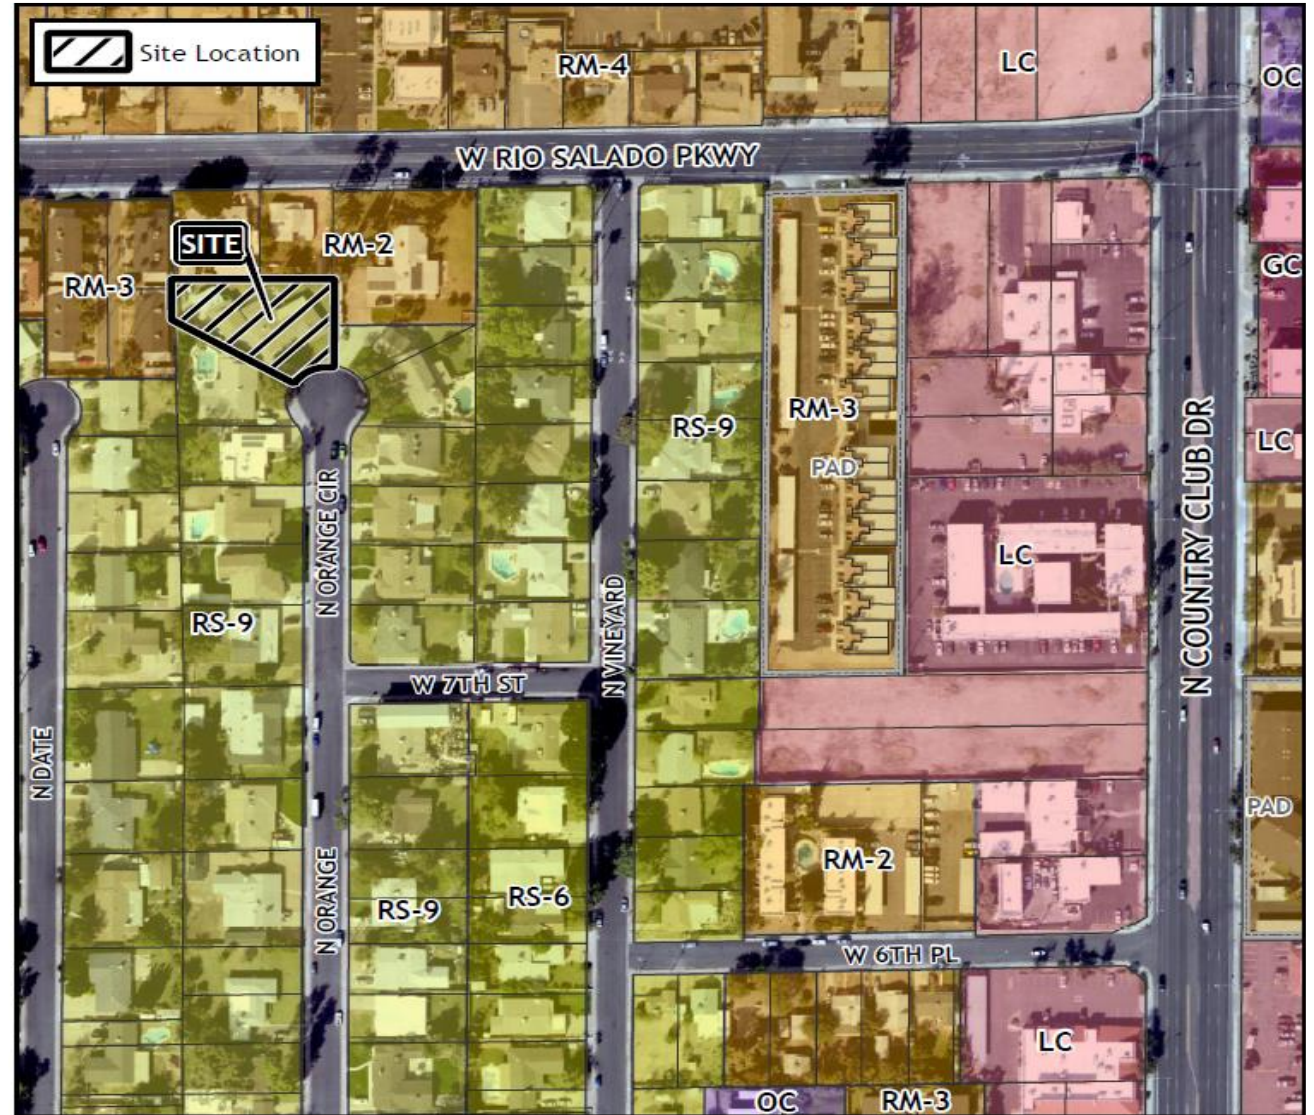 Site Location
RM-4
LC
OC
W RIO SALADO PKWY
SITE
RM-2
RM-3
GC
RM-3
RS-9
PAD
LC
N COUNTRY CLUB DR
N ORANGE CIR
LC
RS-9
N VINEYARD
W 7TH ST
N DATE
PAD
RM-2
N ORANGE
RS-9
RS-6
W 6TH PL
LC
OC
RM-3